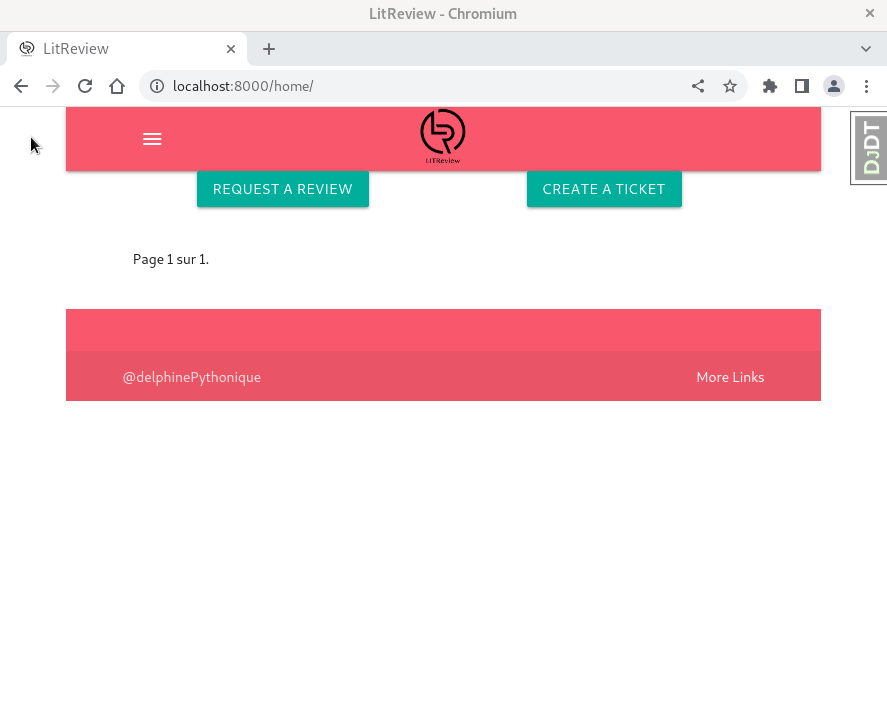 LitReview - Chromium
LitReview
localhost:8000/home/
LR
LITReview
DJDT
REQUEST A REVIEW
CREATE A TICKET
Page 1 sur 1.
@delphinePythonique
More Links